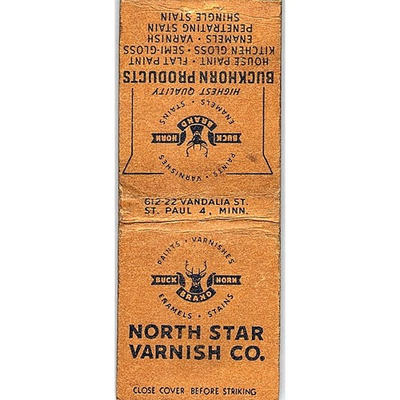 PAINTS · VARNISHES
BUCK HORN
BRAND
ENAMELS · STAINS
HIGHEST QUALITY
BUCKHORN PRODUCTS
HOUSE PAINT · FLAT PAINT
KITCHEN GLOSS · SEMI-GLOSS
ENAMELS · VARNISH
PENETRATING STAIN
SHINGLE STAIN
612-22 VANDALIA ST.
ST. PAUL 4, MINN.
PAINTS · VARNISHES
BUCK HORN
BRAND
ENAMELS · STAINS
NORTH STAR
VARNISH CO.
CLOSE COVER BEFORE STRIKING